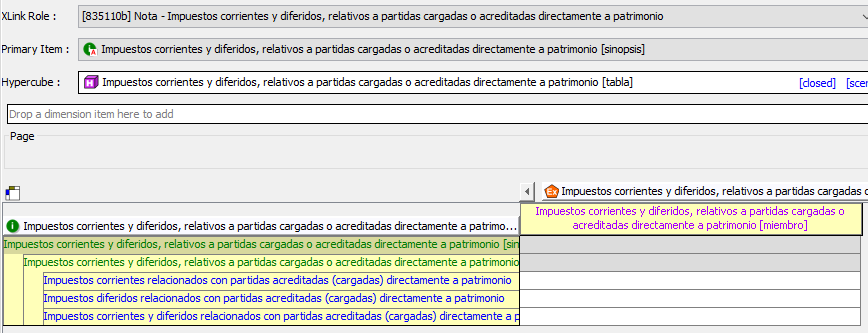 XLink Role : [835110b] Nota - Impuestos corrientes y diferidos, relativos a partidas cargadas o acreditadas directamente a patrimonio
Primary Item : Impuestos corrientes y diferidos, relativos a partidas cargadas o acreditadas directamente a patrimonio [sinopsis]
Hypercube : Impuestos corrientes y diferidos, relativos a partidas cargadas o acreditadas directamente a patrimonio [tabla] [closed] [scer
Drop a dimension item here to add
Page
Ex Impuestos corrientes y diferidos, relativos a partidas cargadas o
Impuestos corrientes y diferidos, relativos a partidas cargadas o acreditadas directamente a patrimo...
Impuestos corrientes y diferidos, relativos a partidas cargadas o
acreditadas directamente a patrimonio [miembro]
Impuestos corrientes y diferidos, relativos a partidas cargadas o acreditadas directamente a patrimonio [sin
Impuestos corrientes y diferidos, relativos a partidas cargadas o acreditadas directamente a patrimonio
Impuestos corrientes relacionados con partidas acreditadas (cargadas) directamente a patrimonio
Impuestos diferidos relacionados con partidas acreditadas (cargadas) directamente a patrimonio
Impuestos corrientes y diferidos relacionados con partidas acreditadas (cargadas) directamente a p